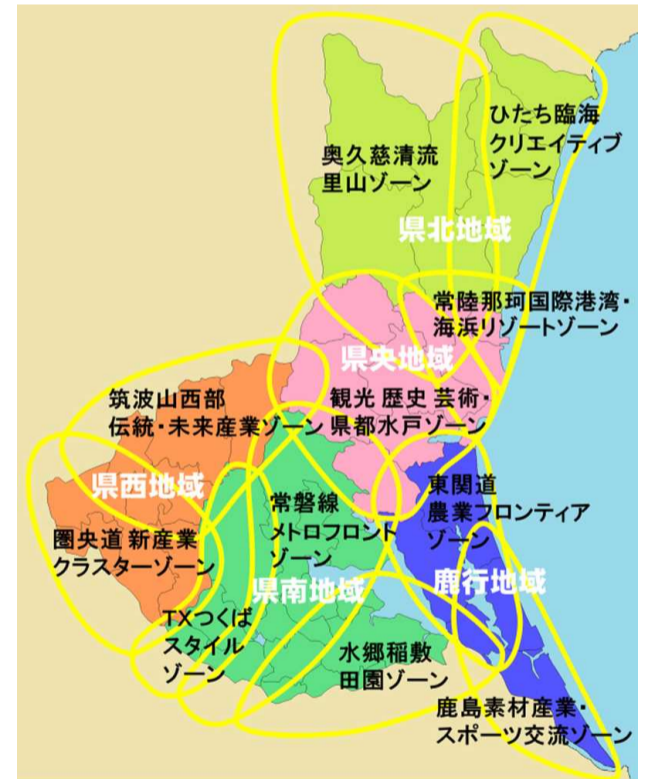 ひたち臨海
クリエイティブ
ゾーン
奥久慈清流
里山ゾーン
県北地域
常陸那珂国際港湾・
海浜リゾートゾーン
県央地域
筑波山西部
伝統・未来産業ゾーン
観光 歴史 芸術・
県都水戸ゾーン
県西地域
東関道
農業フロンティア
ゾーン
常磐線
メトロフロント
ゾーン
圏央道 新産業
クラスターゾーン
県南地域
鹿行地域
TXつくば
スタイル
ゾーン
水郷稲敷
田園ゾーン
鹿島素材産業・
スポーツ交流ゾーン